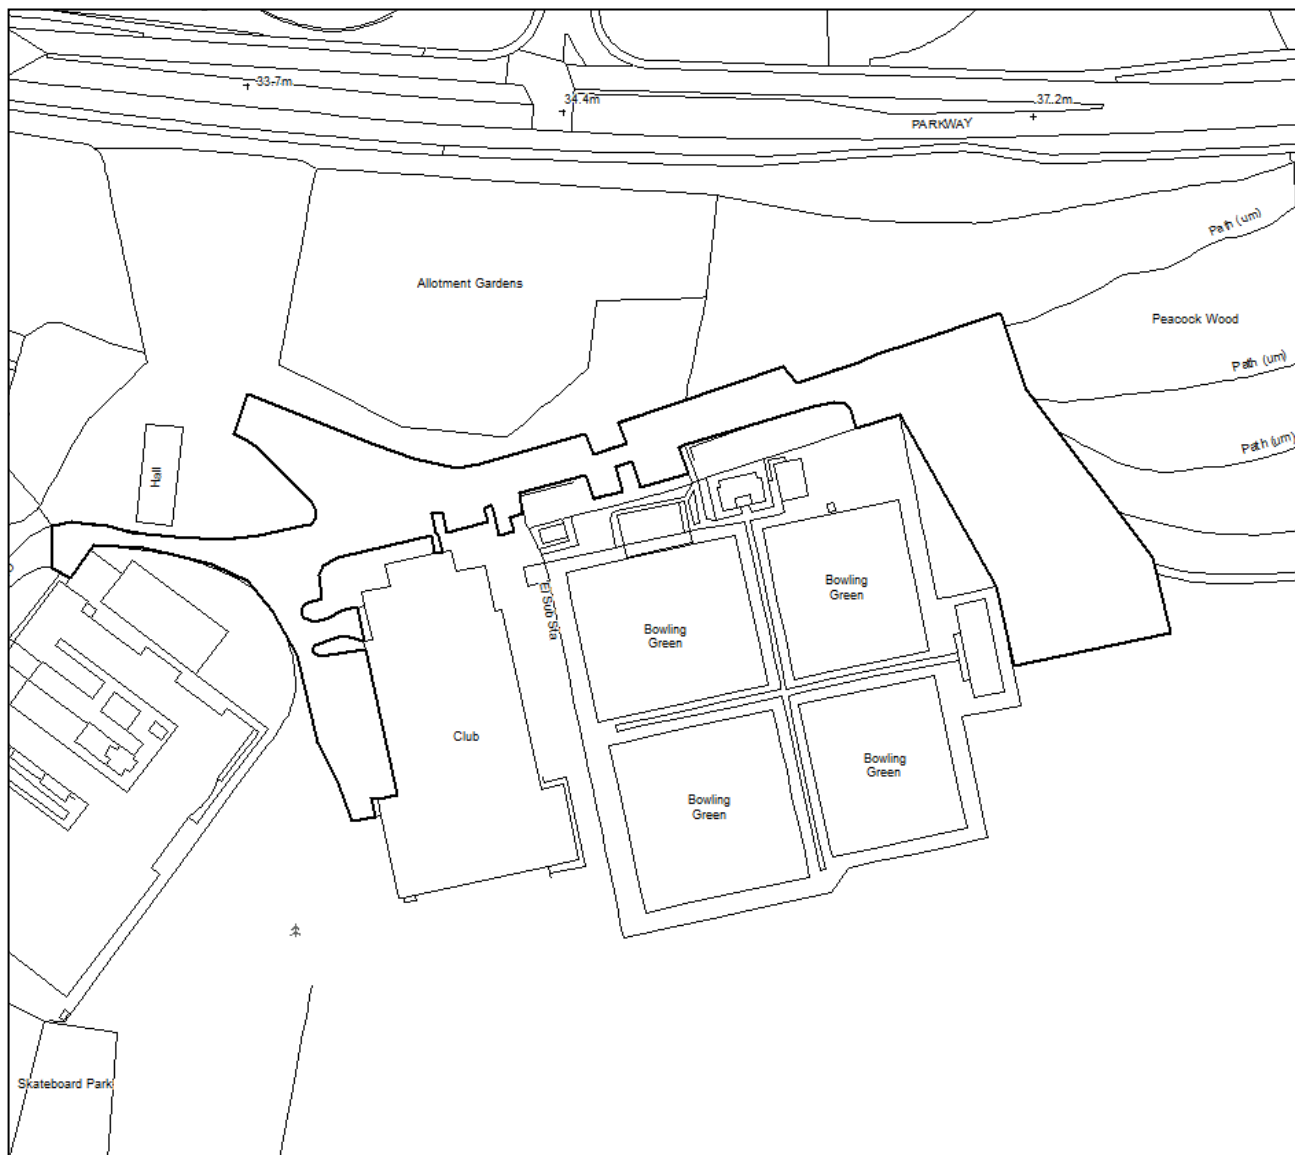 33.7m
34.4m
37.2m
PARKWAY
Path (um)
Allotment Gardens
Peacock Wood
Path (um)
Path (um)
Hall
El Sub Sta
Bowling
Green
Bowling
Green
Club
Bowling
Green
Bowling
Green
Skateboard Park